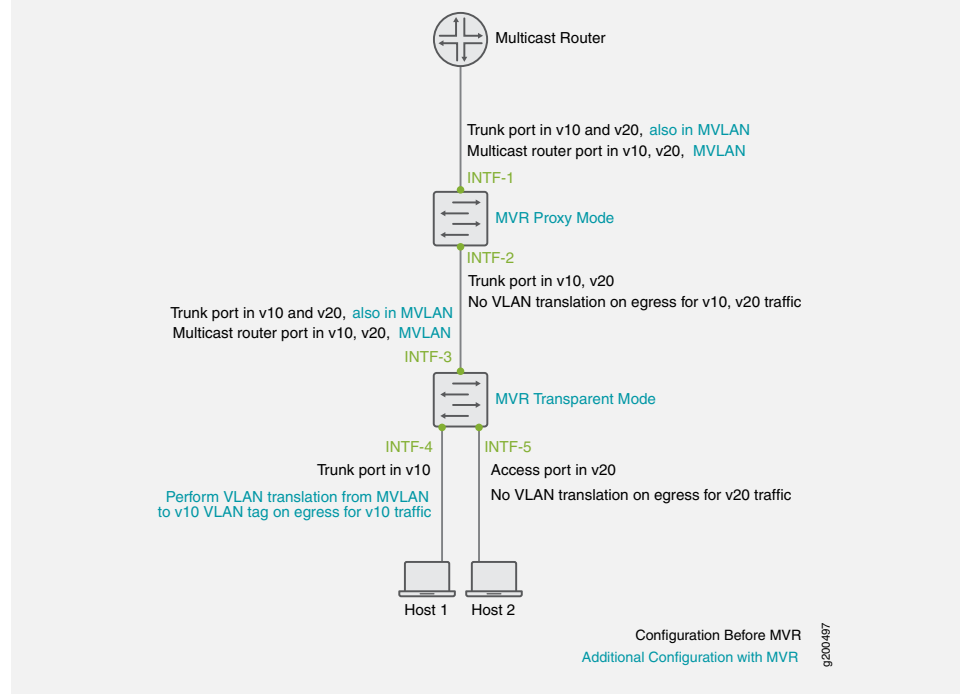 Multicast Router
Trunk port in v10 and v20, also in MVLAN
Multicast router port in v10, v20, MVLAN
INTF-1
MVR Proxy Mode
INTF-2
Trunk port in v10, v20
No VLAN translation on egress for v10, v20 traffic
Trunk port in v10 and v20, also in MVLAN
Multicast router port in v10, v20, MVLAN
INTF-3
MVR Transparent Mode
INTF-4
Trunk port in v10
Perform VLAN translation from MVLAN
to v10 VLAN tag on egress for v10 traffic
INTF-5
Access port in v20
No VLAN translation on egress for v20 traffic
Host 1
Host 2
Configuration Before MVR
Additional Configuration with MVR
g200497